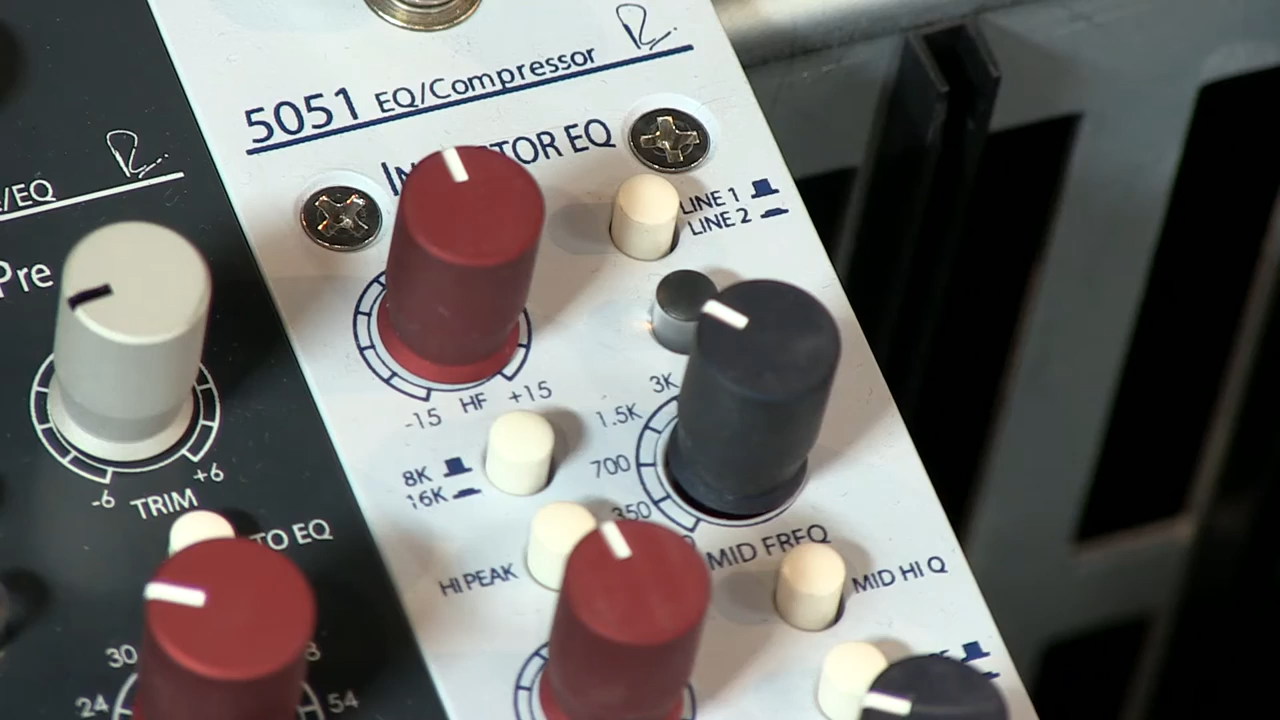 5051 EQ/Compressor
/EQ
EQ
LINE 1
LINE 2
Pre
3K
-15 HF +15
1.5K
8K
16K
700
350
-6 TRIM +6
TO EQ
MID FREQ
HI PEAK
MID HI Q
30
24
54